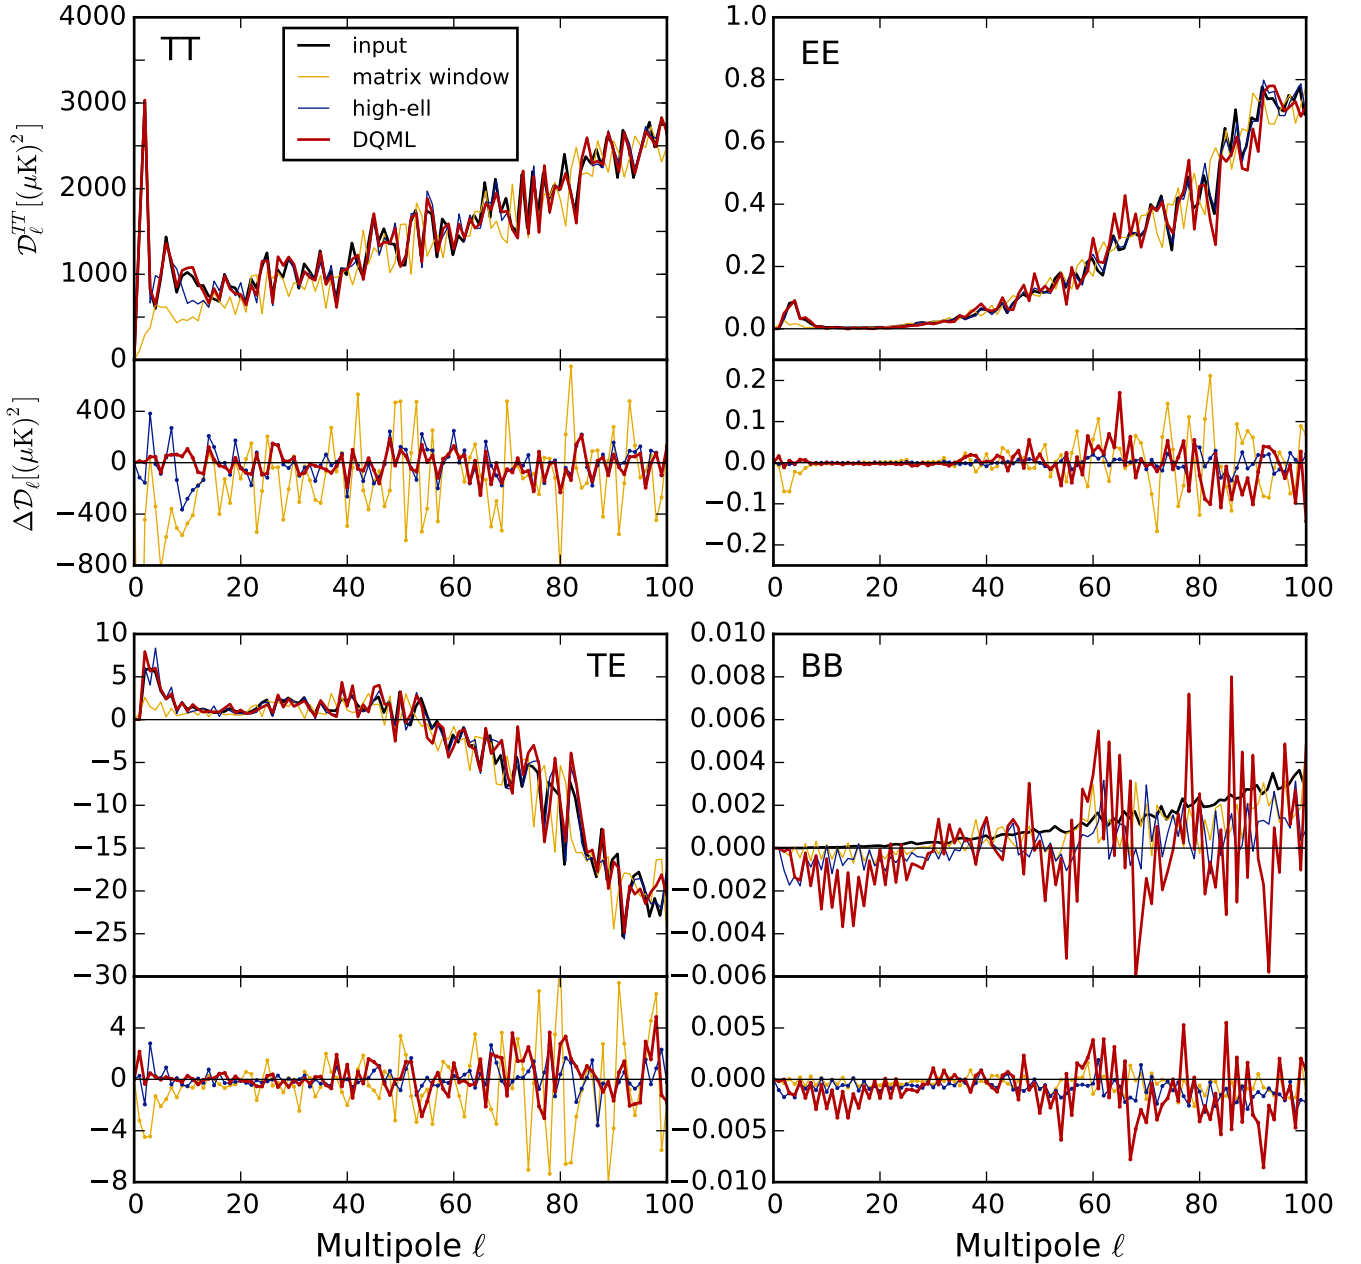 4000
3000
2000
1000
0
TT
input
matrix window
high-ell
DQML
𝒟ℓ^TT [(μK)²]
400
0
−400
−800
Δ𝒟ℓ[(μK)²]
0 20 40 60 80 100
1.0
0.8
0.6
0.4
0.2
0.0
EE
0.2
0.1
0.0
−0.1
−0.2
0 20 40 60 80 100
10
5
0
−5
−10
−15
−20
−25
−30
TE
4
0
−4
−8
0 20 40 60 80 100
Multipole ℓ
0.010
0.008
0.006
0.004
0.002
0.000
−0.002
−0.004
−0.006
BB
0.005
0.000
−0.005
−0.010
0 20 40 60 80 100
Multipole ℓ